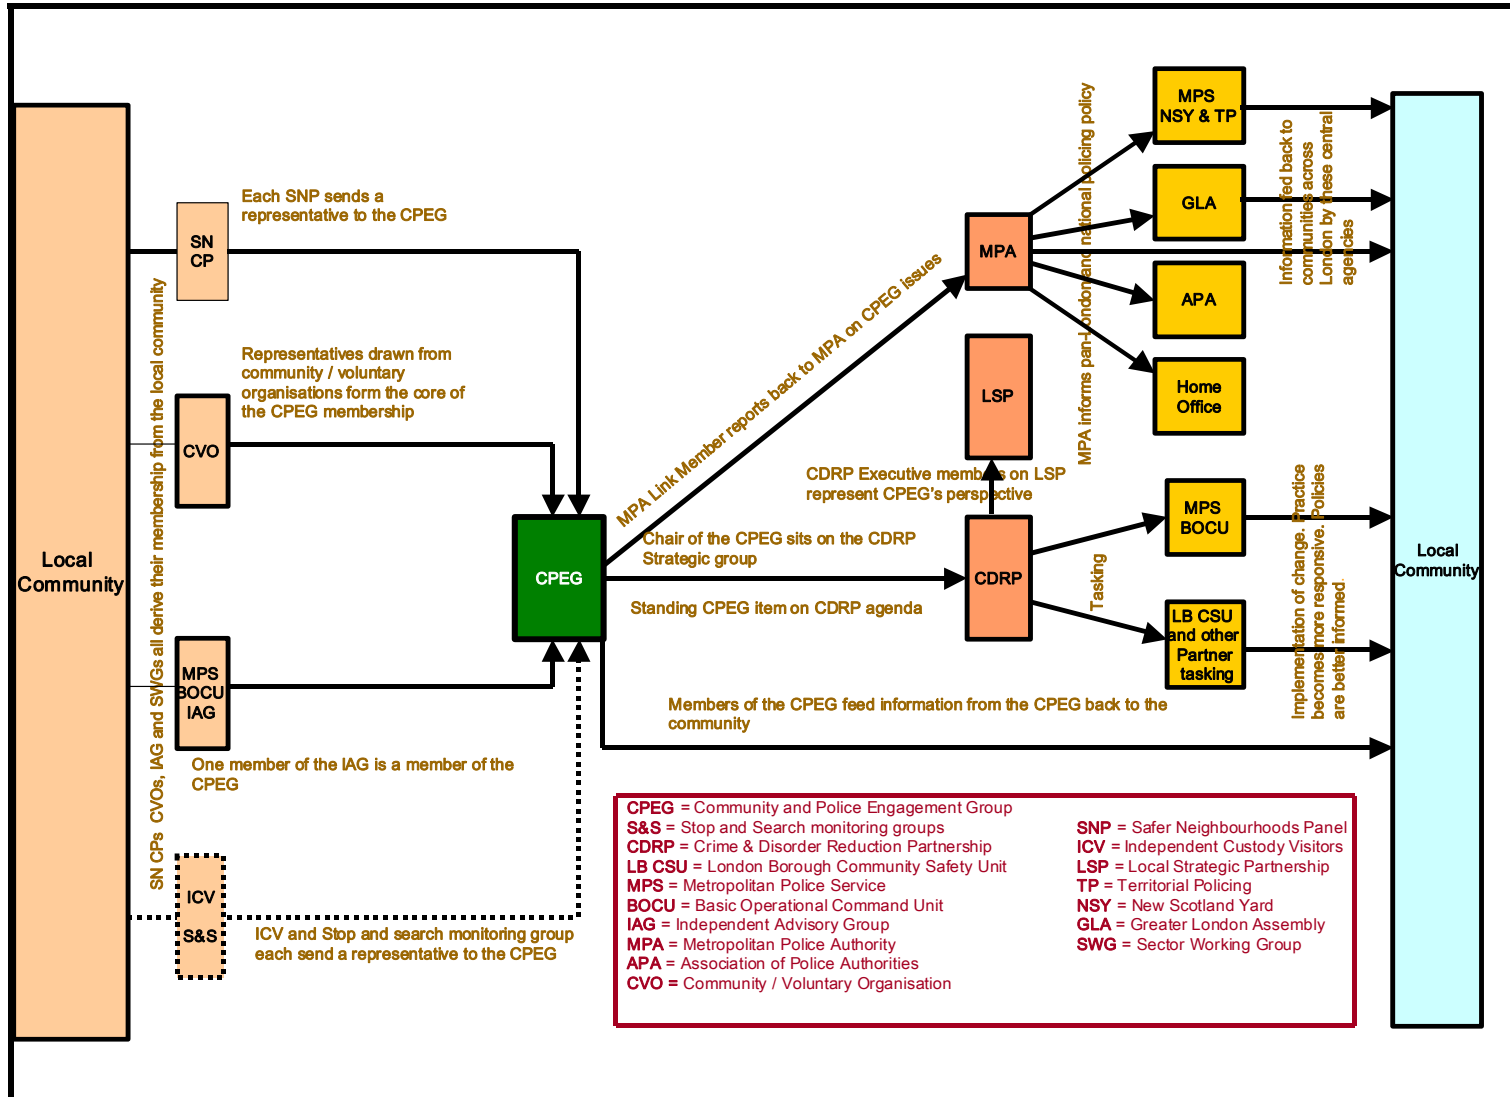 Local
Community
SN
CP
Each SNP sends a
representative to the CPEG
CVO
Representatives drawn from
community / voluntary
organisations form the core of
the CPEG membership
MPS
BOCU
IAG
One member of the IAG is a member of the
CPEG
ICV
S&S
ICV and Stop and search monitoring group
each send a representative to the CPEG
SN CPs CVOs, IAG and SWGs all derive their membership from the local community
CPEG
MPA Link Member reports back to MPA on CPEG issues
Chair of the CPEG sits on the CDRP
Strategic group
Standing CPEG item on CDRP agenda
Members of the CPEG feed information from the CPEG back to the
community
MPA
LSP
CDRP Executive members on LSP
represent CPEG's perspective
CDRP
MPA informs pan-London and national policing policy
Tasking
MPS
NSY & TP
GLA
APA
Home
Office
MPS
BOCU
LB CSU
and other
Partner
tasking
Information fed back to
communities across
London by these central
agencies
Implementation of change. Practice
becomes more responsive. Policies
are better informed.
Local
Community
CPEG = Community and Police Engagement Group
S&S = Stop and Search monitoring groups
CDRP = Crime & Disorder Reduction Partnership
LB CSU = London Borough Community Safety Unit
MPS = Metropolitan Police Service
BOCU = Basic Operational Command Unit
IAG = Independent Advisory Group
MPA = Metropolitan Police Authority
APA = Association of Police Authorities
CVO = Community / Voluntary Organisation
SNP = Safer Neighbourhoods Panel
ICV = Independent Custody Visitors
LSP = Local Strategic Partnership
TP = Territorial Policing
NSY = New Scotland Yard
GLA = Greater London Assembly
SWG = Sector Working Group